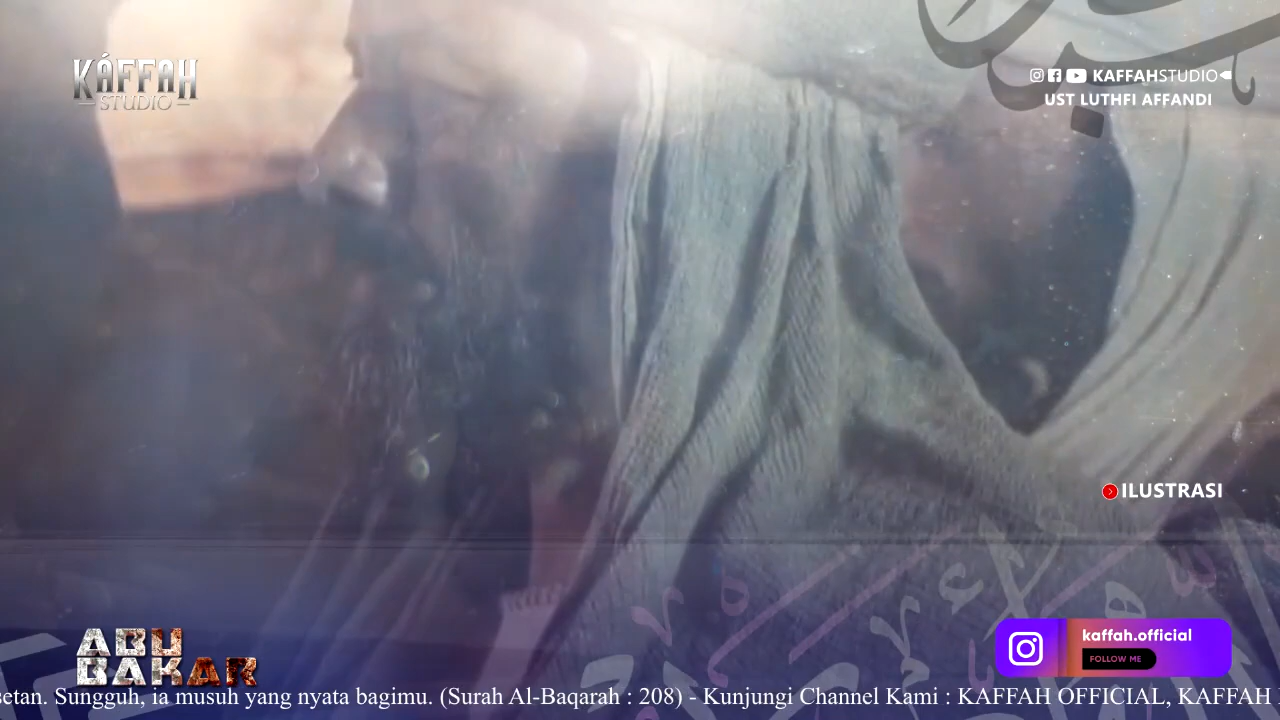 KÁFFAH
STUDIO
KAFFAHSTUDIO
UST LUTHFI AFFANDI
ILUSTRASI
kaffah.official
FOLLOW ME
ABU
BAKAR
setan. Sungguh, ia musuh yang nyata bagimu. (Surah Al-Baqarah : 208) - Kunjungi Channel Kami : KAFFAH OFFICIAL, KAFFAH